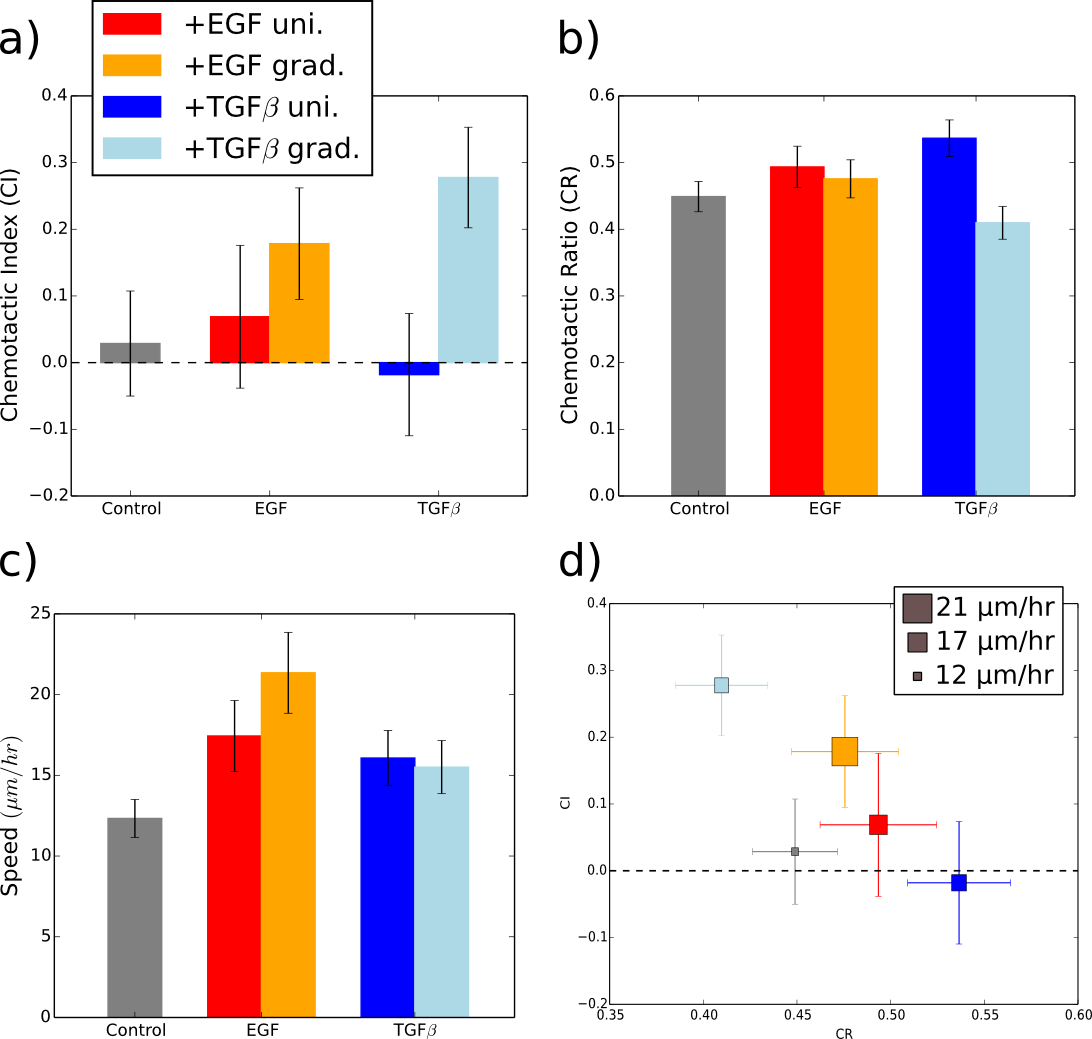 a)
+EGF uni.
+EGF grad.
+TGFβ uni.
+TGFβ grad.
Chemotactic Index (CI)
0.4
0.3
0.2
0.1
0.0
−0.1
−0.2
Control EGF TGFβ
b)
Chemotactic Ratio (CR)
0.6
0.5
0.4
0.3
0.2
0.1
0.0
Control EGF TGFβ
c)
Speed (μm/hr)
25
20
15
10
5
0
Control EGF TGFβ
d)
21 μm/hr
17 μm/hr
12 μm/hr
CI
0.4
0.3
0.2
0.1
0.0
−0.1
−0.2
0.35 0.40 0.45 0.50 0.55 0.60
CR